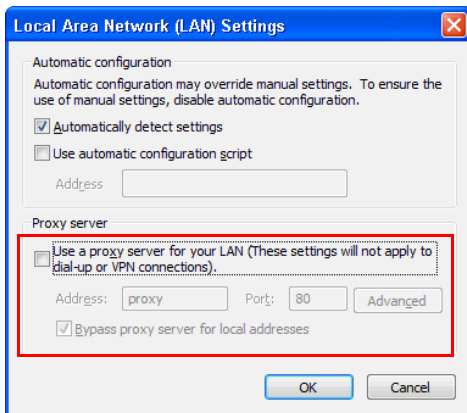 Local Area Network (LAN) Settings
Automatic configuration
Automatic configuration may override manual settings. To ensure the
use of manual settings, disable automatic configuration.
Automatically detect settings
Use automatic configuration script
Address
Proxy server
Use a proxy server for your LAN (These settings will not apply to
dial-up or VPN connections).
Address: proxy Port: 80 Advanced
Bypass proxy server for local addresses
OK Cancel